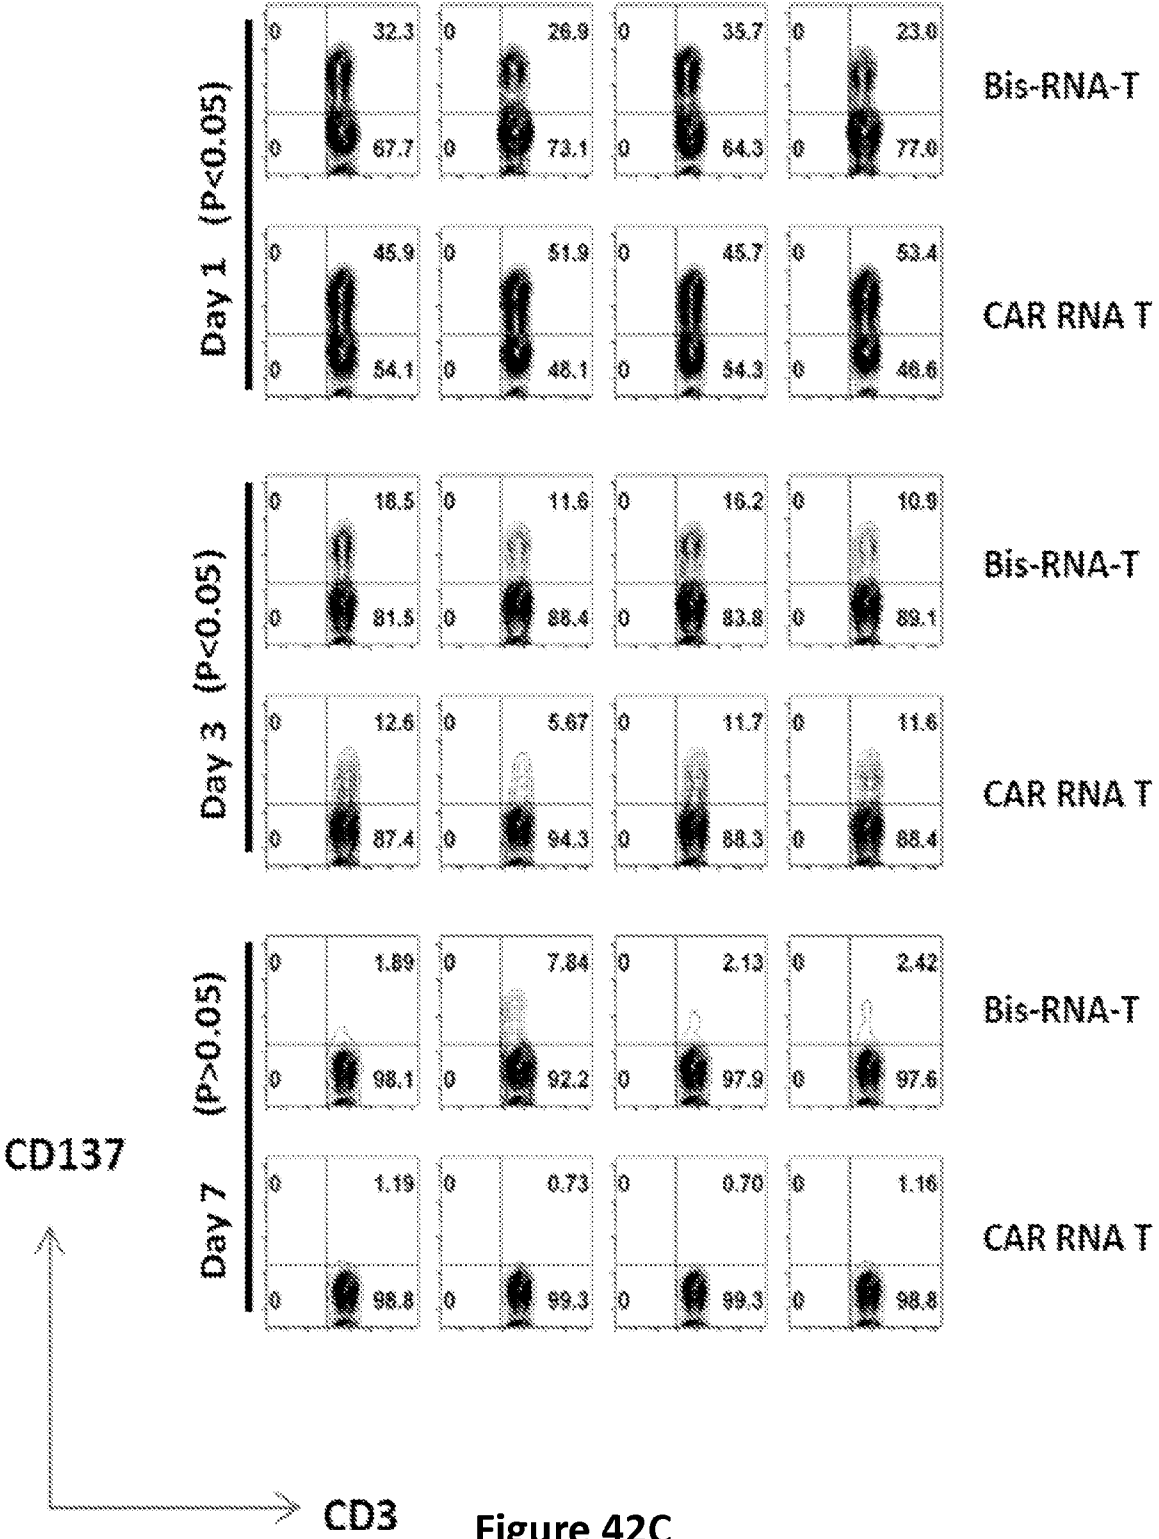 0 32.3 0 26.9 0 35.7 0 23.0
Bis-RNA-T
0 67.7 0 73.1 0 64.3 0 77.0
0 45.9 0 51.9 0 45.7 0 53.4
CAR RNA T
0 54.1 0 48.1 0 54.3 0 46.6
Day 1 (P<0.05)
0 18.5 0 11.6 0 16.2 0 10.9
Bis-RNA-T
0 81.5 0 88.4 0 83.8 0 89.1
0 12.6 0 5.67 0 11.7 0 11.6
CAR RNA T
0 87.4 0 94.3 0 88.3 0 88.4
Day 3 (P<0.05)
0 1.89 0 7.84 0 2.13 0 2.42
Bis-RNA-T
0 98.1 0 92.2 0 97.9 0 97.6
0 1.19 0 0.73 0 0.70 0 1.16
CAR RNA T
0 98.8 0 99.3 0 99.3 0 98.8
Day 7 (P>0.05)
CD137
CD3
Figure 42C